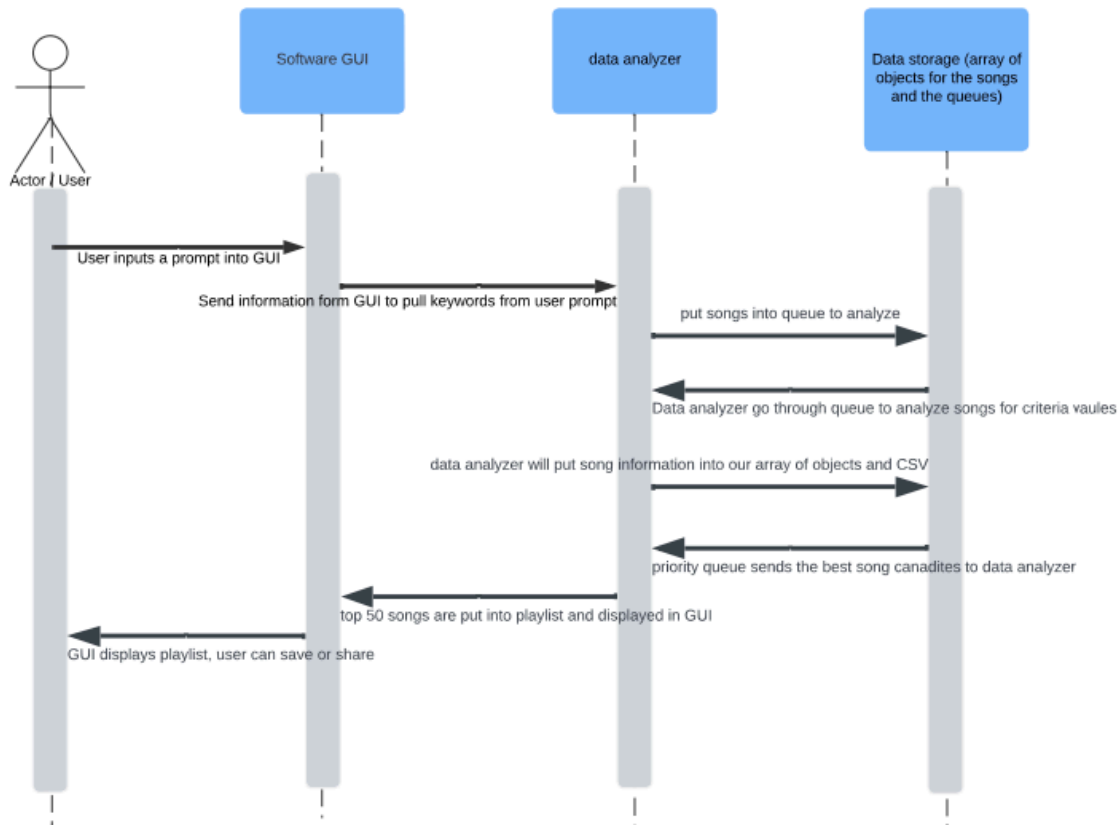 Software GUI
data analyzer
Data storage (array of
objects for the songs
and the queues)
Actor / User
User inputs a prompt into GUI
Send information form GUI to pull keywords from user prompt
put songs into queue to analyze
Data analyzer go through queue to analyze songs for criteria vaules
data analyzer will put song information into our array of objects and CSV
priority queue sends the best song canadites to data analyzer
top 50 songs are put into playlist and displayed in GUI
GUI displays playlist, user can save or share